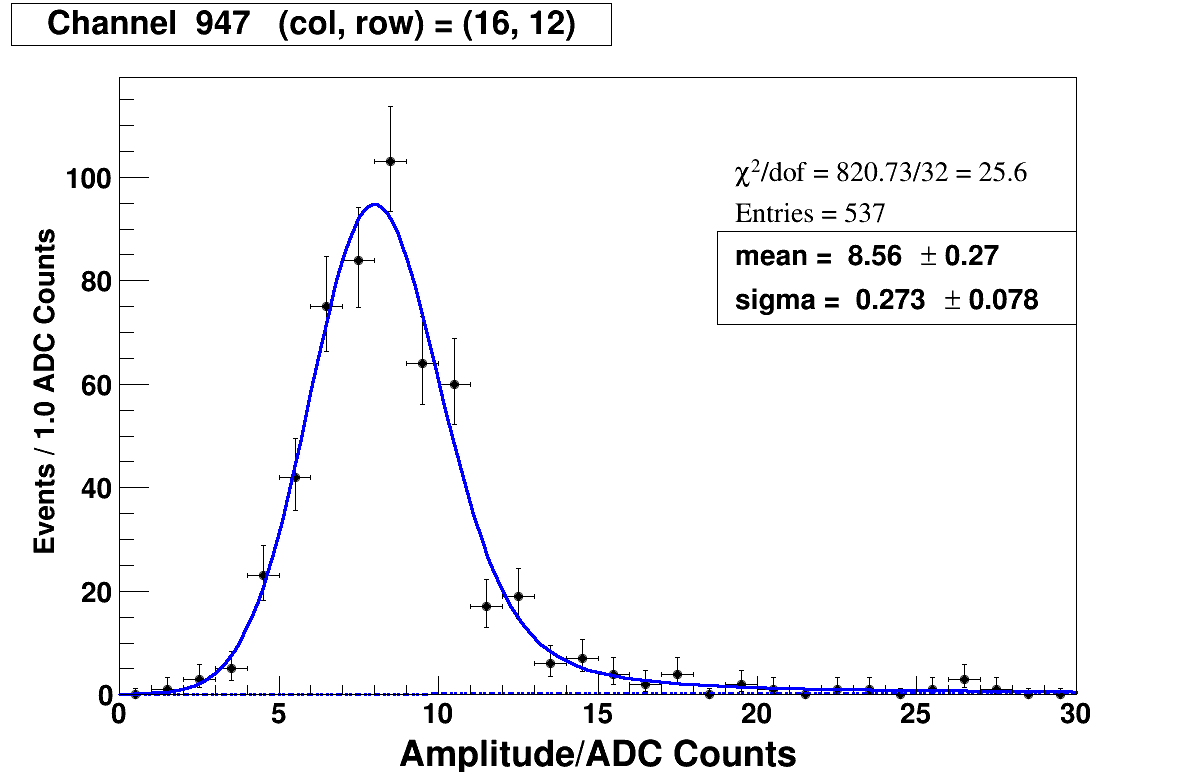 Channel 947 (col, row) = (16, 12)
χ²/dof = 820.73/32 = 25.6
Entries = 537
mean = 8.56 ± 0.27
sigma = 0.273 ± 0.078
Events / 1.0 ADC Counts
100
80
60
40
20
0
0 5 10 15 20 25 30
Amplitude/ADC Counts